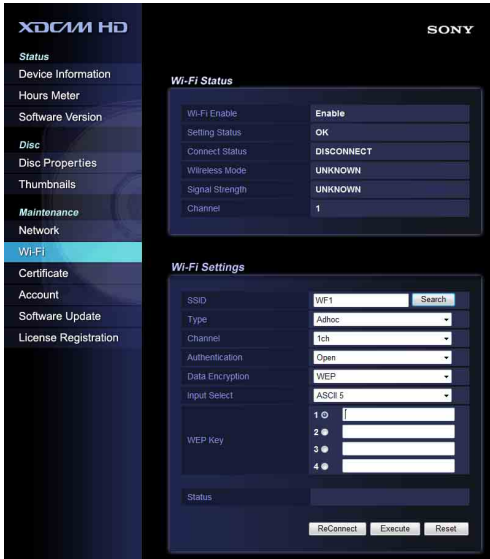 XDCAM HD
SONY
Status
Device Information
Hours Meter
Software Version
Disc
Disc Properties
Thumbnails
Maintenance
Network
Wi-Fi
Certificate
Account
Software Update
License Registration
Wi-Fi Status
Wi-Fi Enable Enable
Setting Status OK
Connect Status DISCONNECT
Wilreless Mode UNKNOWN
Signal Strength UNKNOWN
Channel 1
Wi-Fi Settings
SSID WF1 Search
Type Adhoc
Channel 1ch
Authentication Open
Data Encryption WEP
Input Select ASCII 5
WEP Key
1
2
3
4
Status
ReConnect Execute Reset